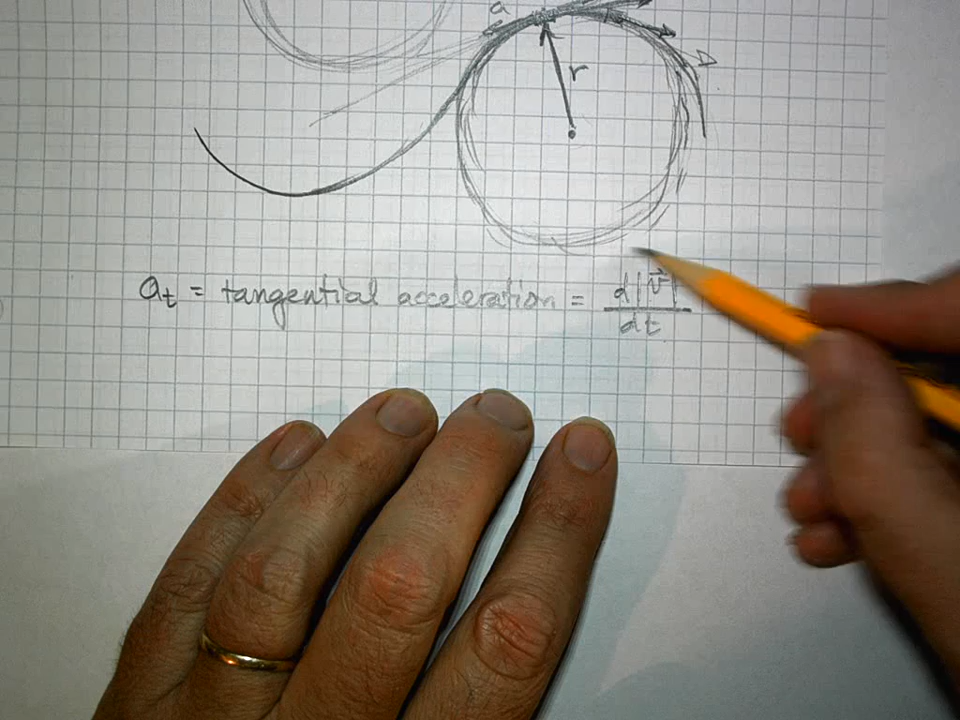 a
r
a_t = tangential acceleration = d|v⃗| / dt